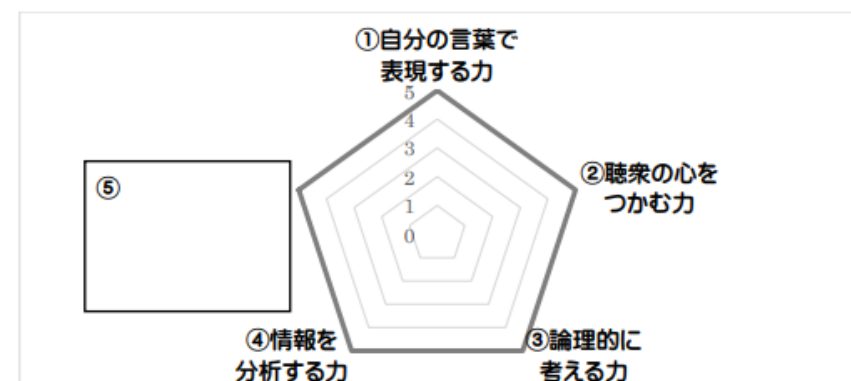 ①自分の言葉で
表現する力
5
4
3
2
1
0
②聴衆の心を
つかむ力
③論理的に
考える力
④情報を
分析する力
⑤